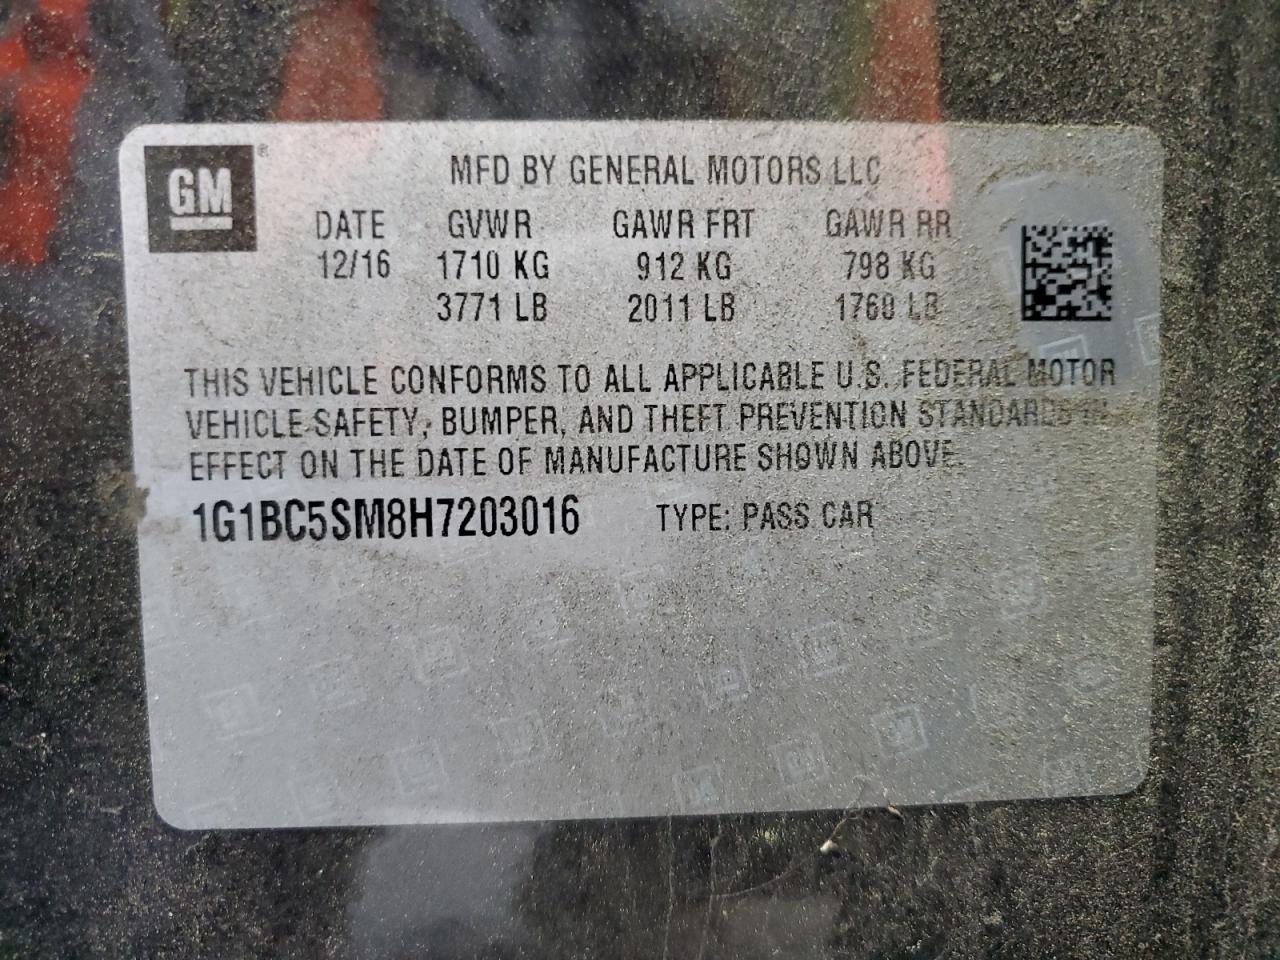 GM
MFD BY GENERAL MOTORS LLC
DATE GVWR GAWR FRT GAWR RR
12/16 1710 KG 912 KG 798 KG
3771 LB 2011 LB 1760 LB
THIS VEHICLE CONFORMS TO ALL APPLICABLE U.S. FEDERAL MOTOR
VEHICLE SAFETY, BUMPER, AND THEFT PREVENTION STANDARDS IN
EFFECT ON THE DATE OF MANUFACTURE SHOWN ABOVE.
1G1BC5SM8H7203016 TYPE: PASS CAR